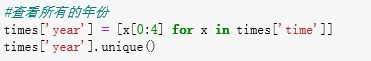 #查看所有的年份
times['year'] = [x[0:4] for x in times['time']]
times['year'].unique()